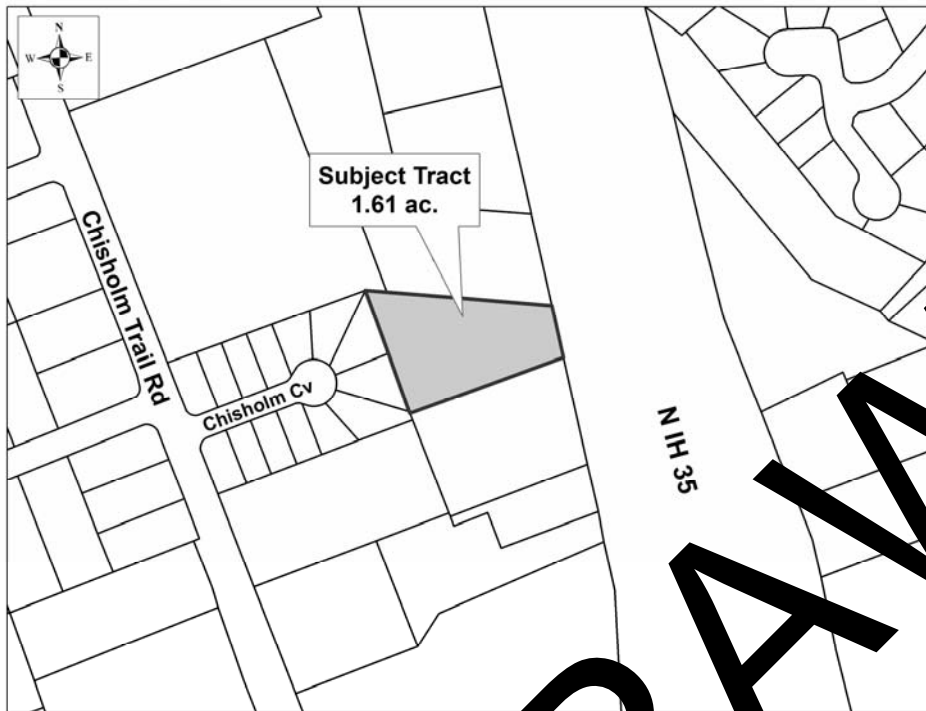 N
W E
S
Subject Tract
1.61 ac.
Chisholm Trail Rd
Chisholm Cv
N IH 35